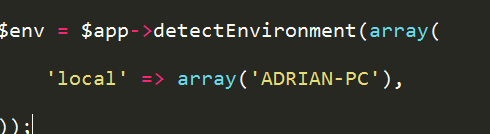 $env = $app->detectEnvironment(array(
'local' => array('ADRIAN-PC'),
));